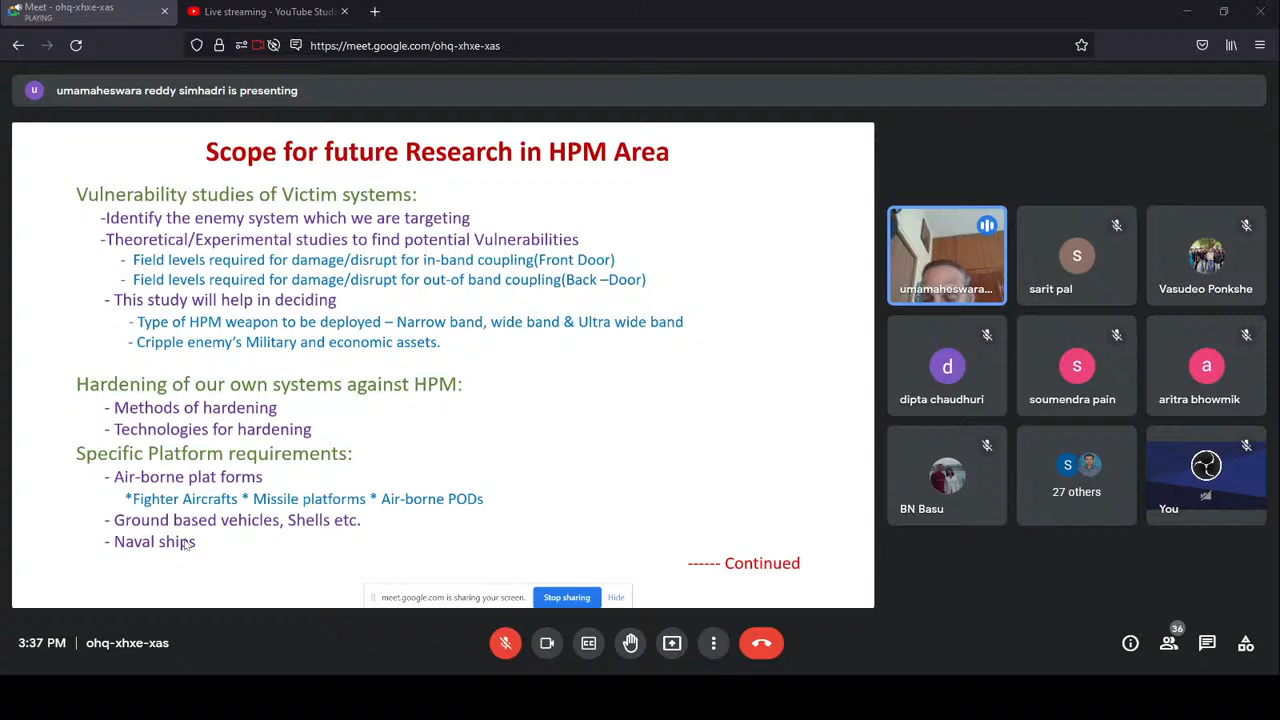 Meet - ohq-xhxe-xas
PLAYING
Live streaming - YouTube Studi
https://meet.google.com/ohq-xhxe-xas
u
umamaheswara reddy simhadri is presenting
Scope for future Research in HPM Area
Vulnerability studies of Victim systems:
-Identify the enemy system which we are targeting
-Theoretical/Experimental studies to find potential Vulnerabilities
- Field levels required for damage/disrupt for in-band coupling(Front Door)
- Field levels required for damage/disrupt for out-of band coupling(Back –Door)
- This study will help in deciding
- Type of HPM weapon to be deployed – Narrow band, wide band & Ultra wide band
- Cripple enemy's Military and economic assets.
Hardening of our own systems against HPM:
- Methods of hardening
- Technologies for hardening
Specific Platform requirements:
- Air-borne plat forms
*Fighter Aircrafts * Missile platforms * Air-borne PODs
- Ground based vehicles, Shells etc.
- Naval ships
------ Continued
meet.google.com is sharing your screen.
Stop sharing
Hide
umamaheswara...
s
sarit pal
Vasudeo Ponkshe
d
dipta chaudhuri
s
soumendra pain
a
aritra bhowmik
BN Basu
S
27 others
You
3:37 PM | ohq-xhxe-xas
CC
36